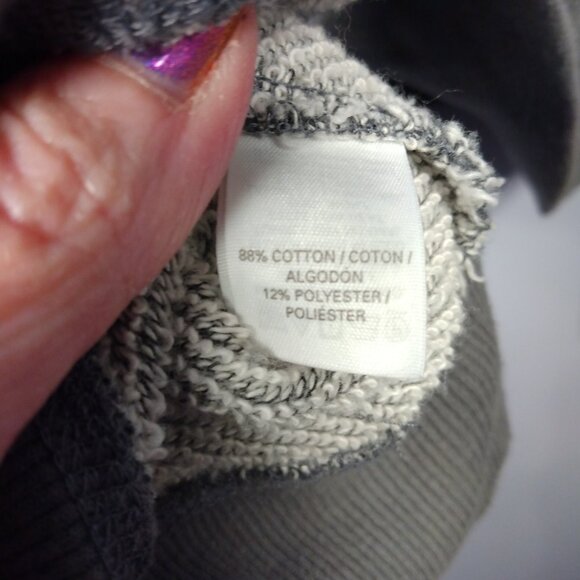 88% COTTON / COTON /
ALGODÓN
12% POLYESTER /
POLIÉSTER